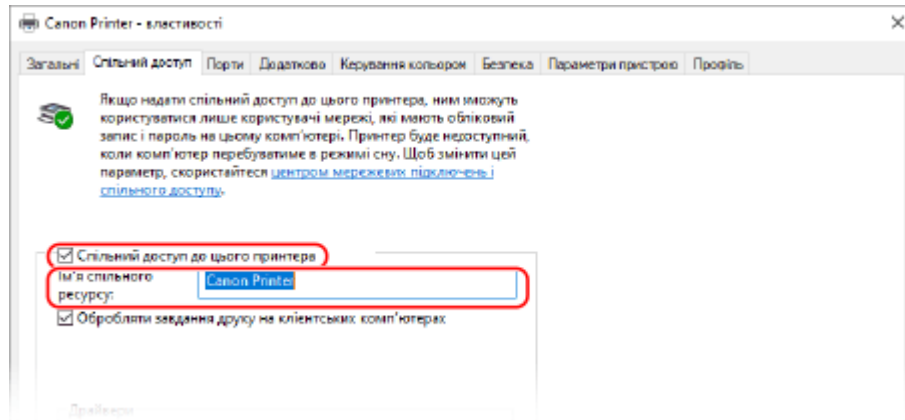 Canon Printer - властивості
Загальні Спільний доступ Порти Додатково Керування кольором Безпека Параметри пристрою Профіль
Якщо надати спільний доступ до цього принтера, ним зможуть
користуватися лише користувачі мережі, які мають обліковий
запис і пароль на цьому комп'ютері. Принтер буде недоступний,
коли комп'ютер перебуватиме в режимі сну. Щоб змінити цей
параметр, скористайтеся центром мережевих підключень і
спільного доступу.
Спільний доступ до цього принтера
Ім'я спільного
ресурсу:
Canon Printer
Обробляти завдання друку на клієнтських комп'ютерах
Драйвери